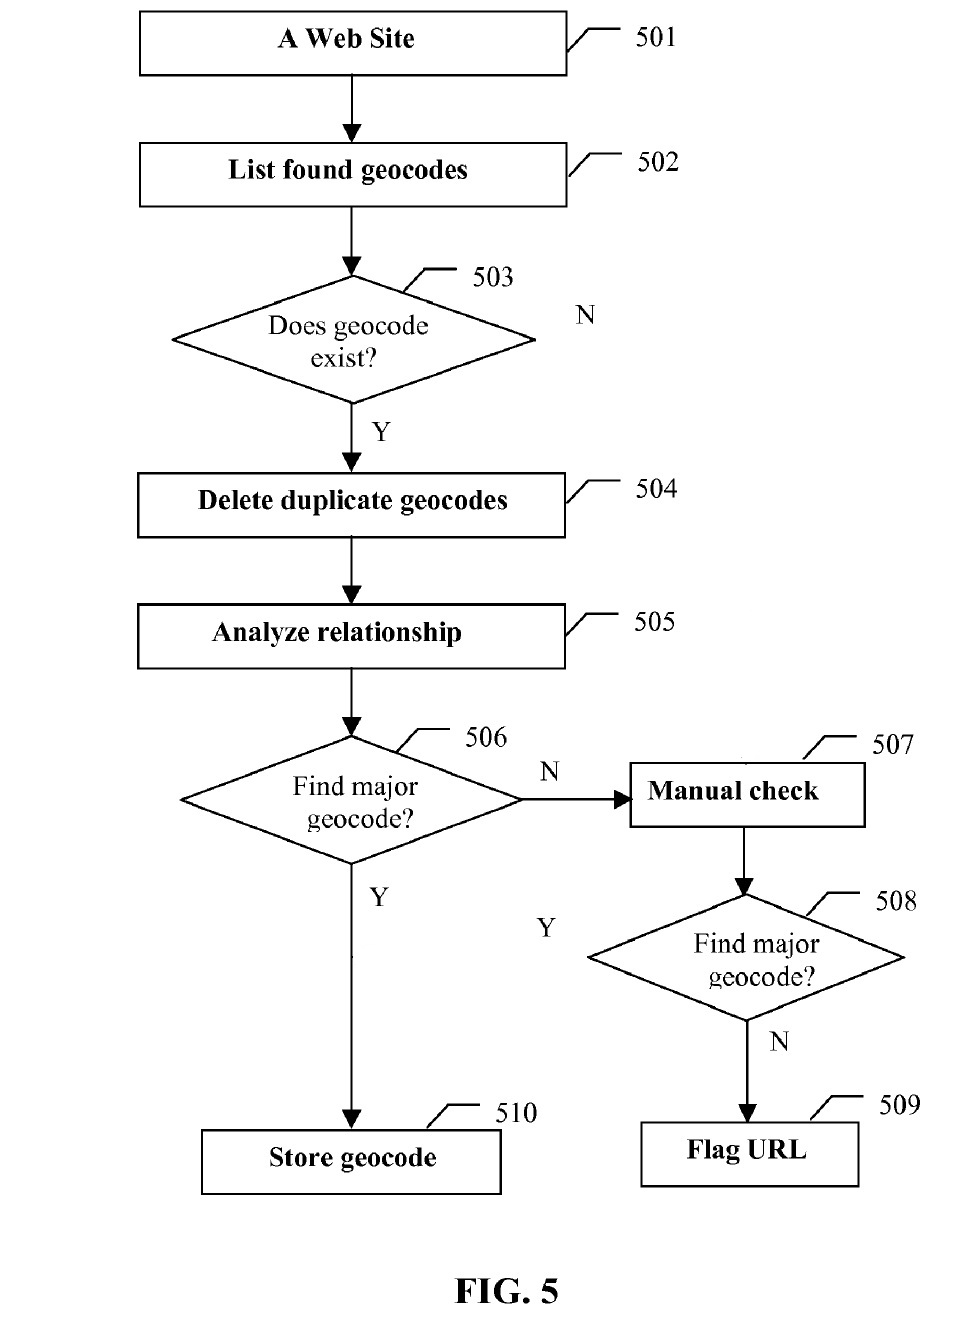 A Web Site
501
List found geocodes
502
503
Does geocode
exist?
N
Y
Delete duplicate geocodes
504
Analyze relationship
505
506
Find major
geocode?
N
507
Manual check
Y
508
Find major
geocode?
Y
N
510
Store geocode
509
Flag URL
FIG. 5